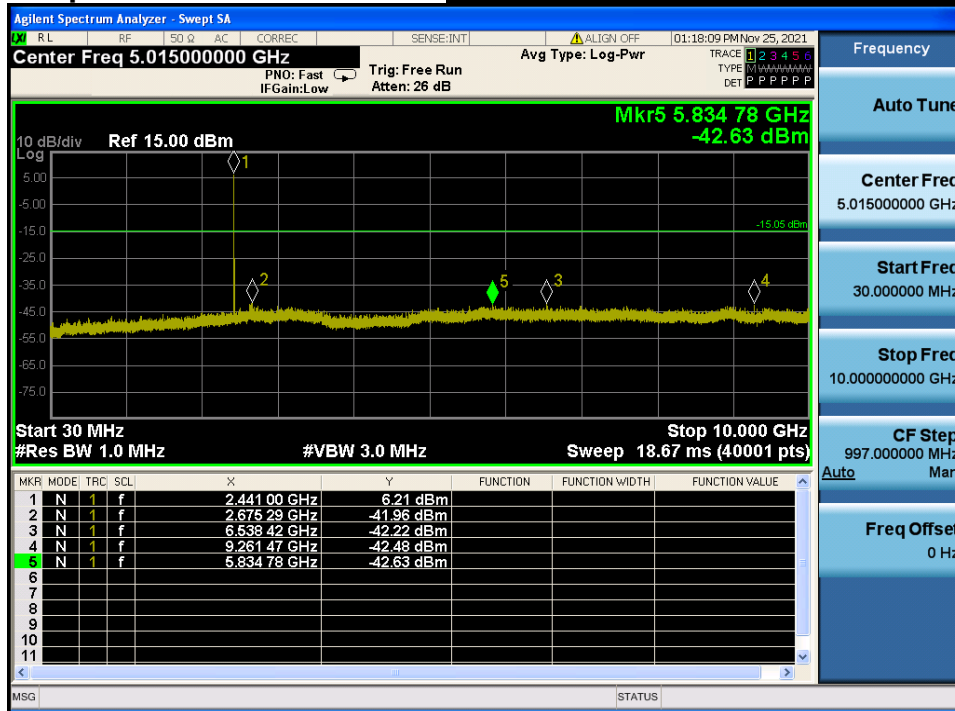 Agilent Spectrum Analyzer - Swept SA
LXI RL RF 50 Ω AC CORREC SENSE:INT ALIGN OFF 01:18:09 PM Nov 25, 2021
Center Freq 5.015000000 GHz Avg Type: Log-Pwr TRACE 1 2 3 4 5 6
PNO: Fast Trig: Free Run TYPE M WWWWW
IFGain:Low Atten: 26 dB DET P P P P P P
Mkr5 5.834 78 GHz
10 dB/div Ref 15.00 dBm -42.63 dBm
Log
1
5.00
-5.00
-15.0 -15.05 dBm
-25.0
2 5 3 4
-35.0
-45.0
-55.0
-65.0
-75.0
Start 30 MHz Stop 10.000 GHz
#Res BW 1.0 MHz #VBW 3.0 MHz Sweep 18.67 ms (40001 pts)
MKR MODE TRC SCL X Y FUNCTION FUNCTION WIDTH FUNCTION VALUE
1 N 1 f 2.441 00 GHz 6.21 dBm
2 N 1 f 2.675 29 GHz -41.96 dBm
3 N 1 f 6.538 42 GHz -42.22 dBm
4 N 1 f 9.261 47 GHz -42.48 dBm
5 N 1 f 5.834 78 GHz -42.63 dBm
6
7
8
9
10
11
MSG STATUS
Frequency
Auto Tune
Center Freq
5.015000000 GHz
Start Freq
30.000000 MHz
Stop Freq
10.000000000 GHz
CF Step
997.000000 MHz
Auto Man
Freq Offset
0 Hz